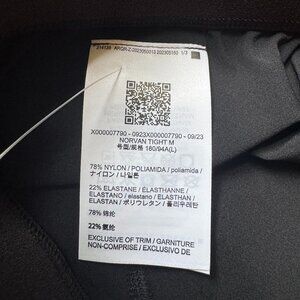 X000007790 - 0923X000007790 - 09/23
NORVAN TIGHT M
号型/规格 180/94A(L)
78% NYLON / POLIAMIDA / poliamida /
ナイロン / 나일론
22% ELASTANE / ELASTHANNE /
ELASTANO / elastano / ELASTHAN /
ELASTAN / ポリウレタン / 폴리우레탄
78% 锦纶
22% 氨纶
EXCLUSIVE OF TRIM / GARNITURE
NON-COMPRISE / EXCLUSIVO DE